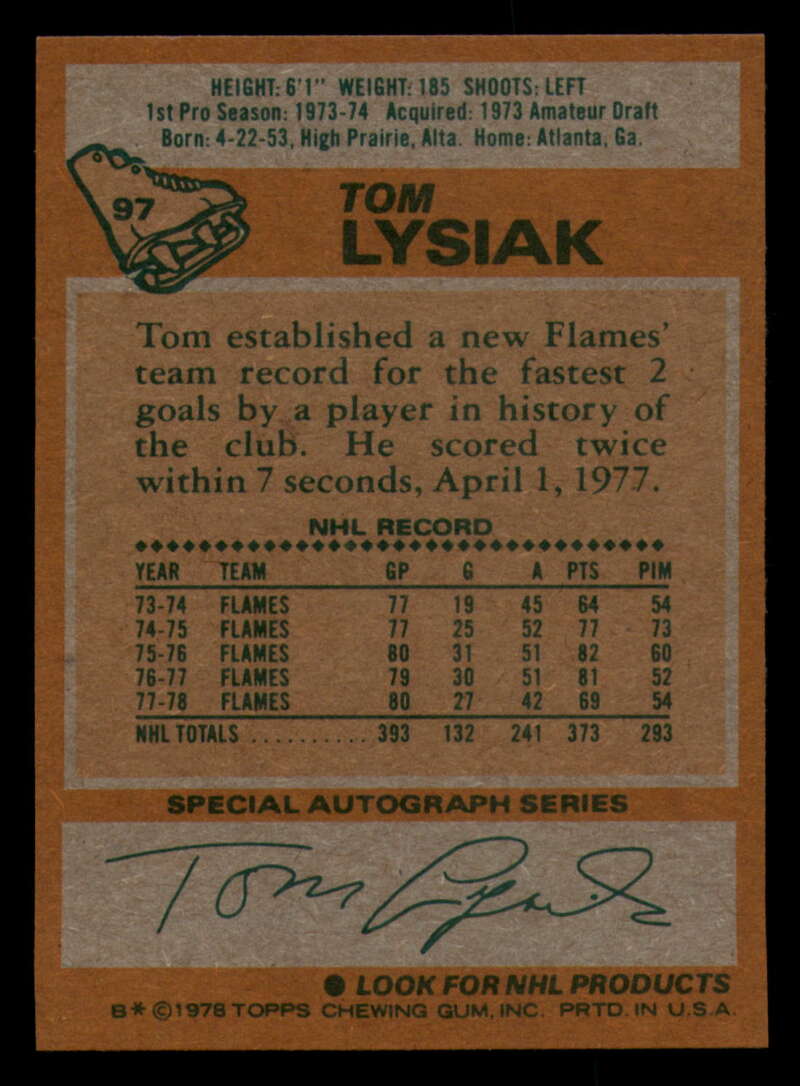 HEIGHT: 6'1" WEIGHT: 185 SHOOTS: LEFT
1st Pro Season: 1973-74 Acquired: 1973 Amateur Draft
Born: 4-22-53, High Prairie, Alta. Home: Atlanta, Ga.
97
TOM
LYSIAK
Tom established a new Flames'
team record for the fastest 2
goals by a player in history of
the club. He scored twice
within 7 seconds, April 1, 1977.
NHL RECORD
YEAR TEAM GP G A PTS PIM
73-74 FLAMES 77 19 45 64 54
74-75 FLAMES 77 25 52 77 73
75-76 FLAMES 80 31 51 82 60
76-77 FLAMES 79 30 51 81 52
77-78 FLAMES 80 27 42 69 54
NHL TOTALS .......... 393 132 241 373 293
SPECIAL AUTOGRAPH SERIES
Tom Lysiak
● LOOK FOR NHL PRODUCTS
B* ©1978 TOPPS CHEWING GUM, INC. PRTD. IN U.S.A.